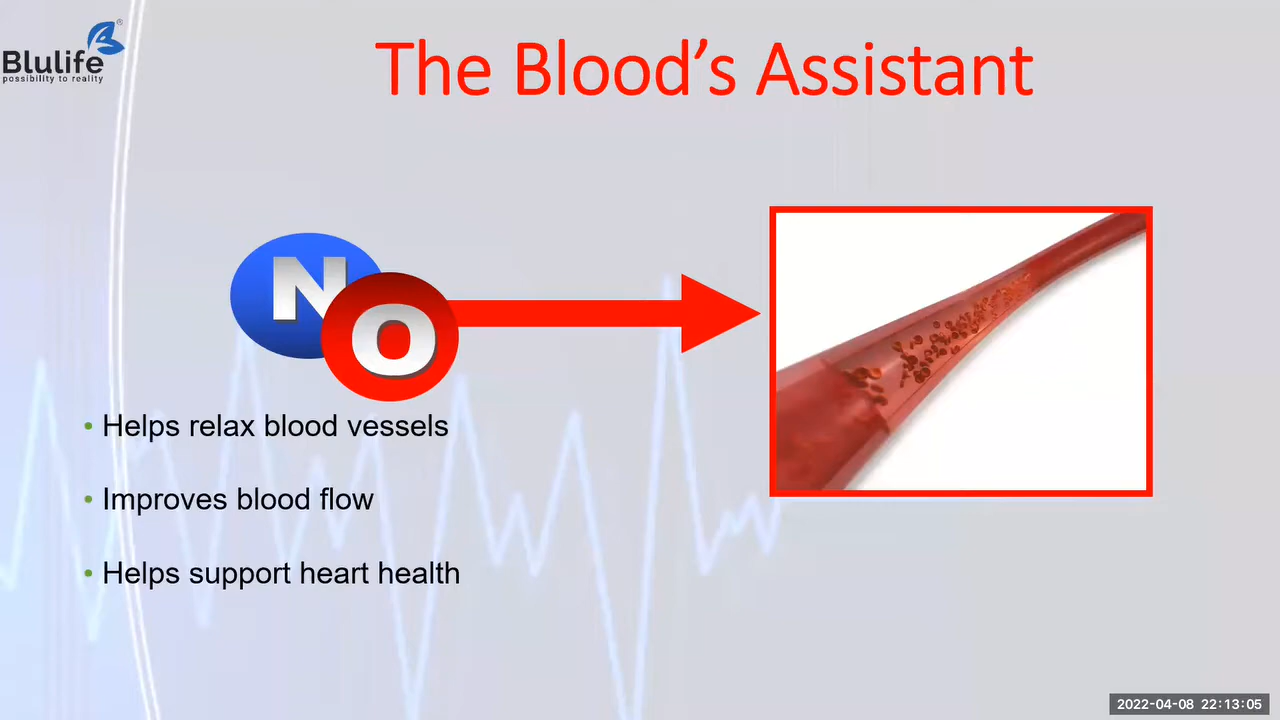 Blulife®
possibility to reality
The Blood's Assistant
N
O
• Helps relax blood vessels
• Improves blood flow
• Helps support heart health
2022-04-08 22:13:05